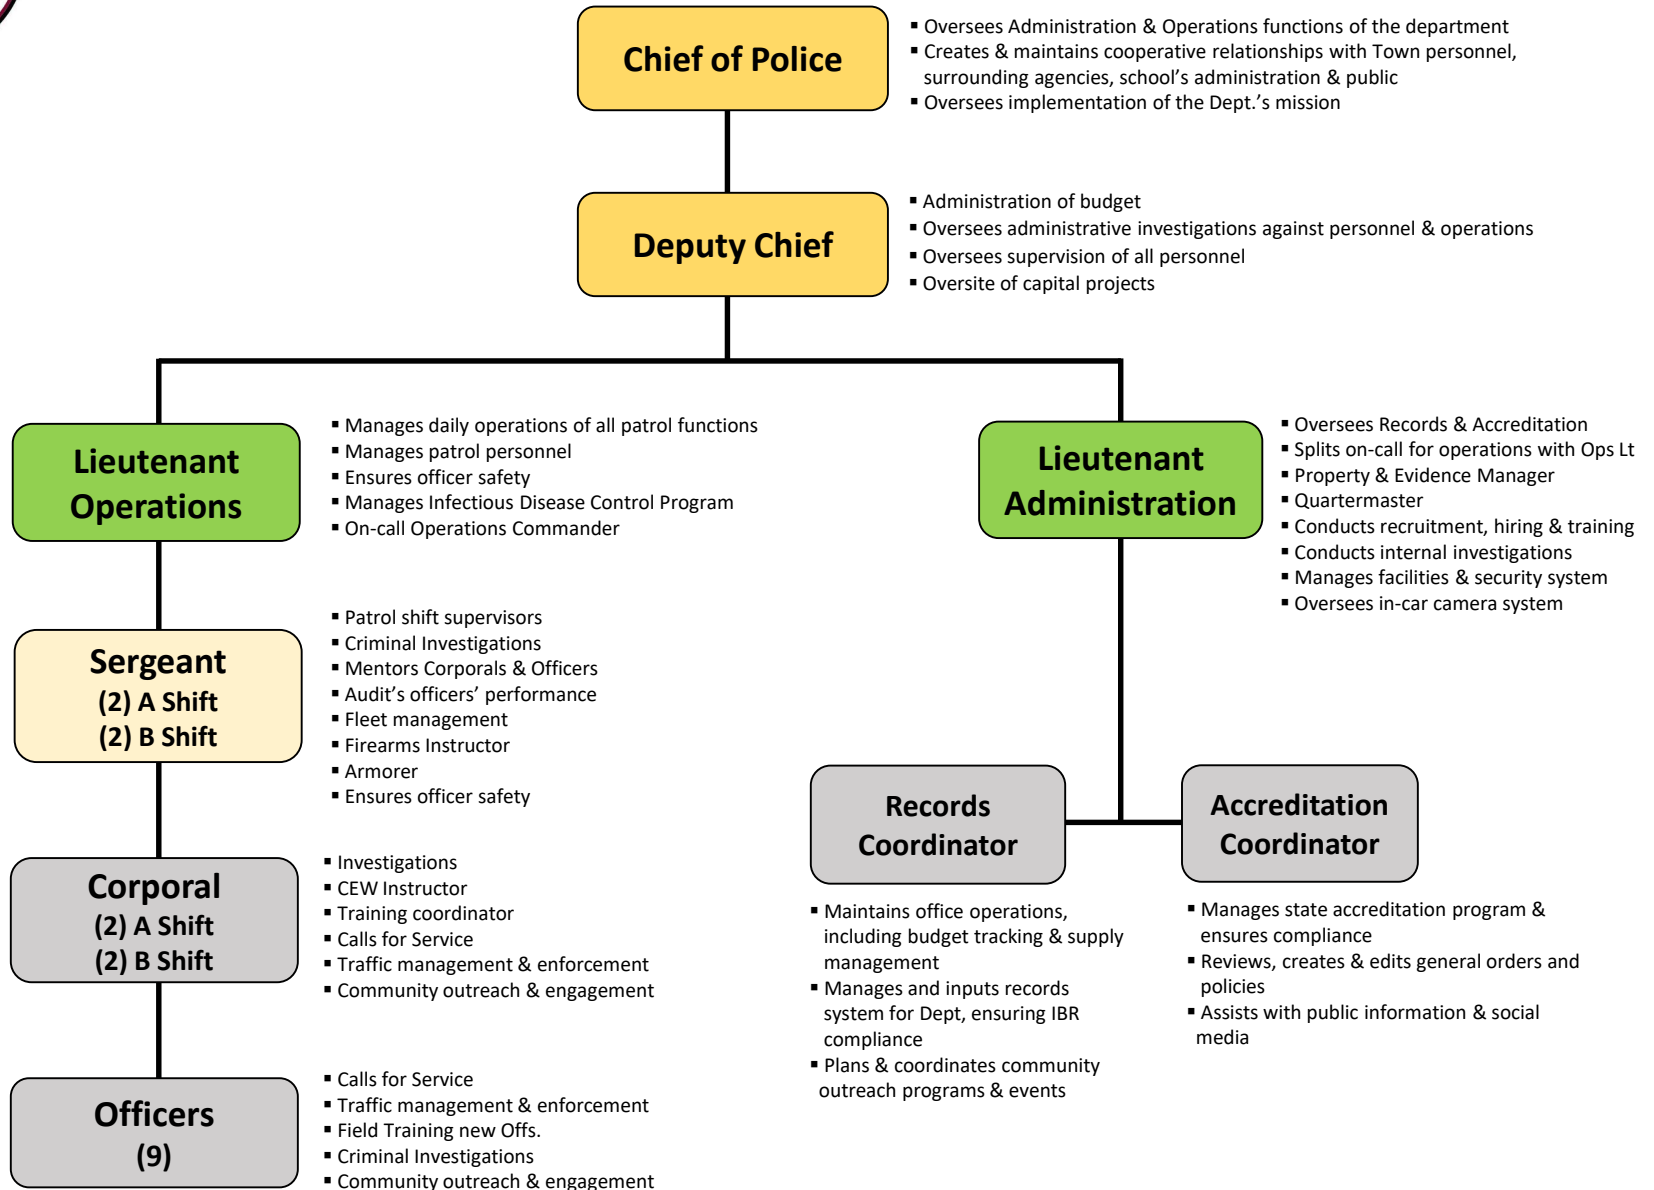 Chief of Police
▪ Oversees Administration & Operations functions of the department
▪ Creates & maintains cooperative relationships with Town personnel,
surrounding agencies, school’s administration & public
▪ Oversees implementation of the Dept.’s mission
Deputy Chief
▪ Administration of budget
▪ Oversees administrative investigations against personnel & operations
▪ Oversees supervision of all personnel
▪ Oversite of capital projects
Lieutenant
Operations
▪ Manages daily operations of all patrol functions
▪ Manages patrol personnel
▪ Ensures officer safety
▪ Manages Infectious Disease Control Program
▪ On-call Operations Commander
Lieutenant
Administration
▪ Oversees Records & Accreditation
▪ Splits on-call for operations with Ops Lt
▪ Property & Evidence Manager
▪ Quartermaster
▪ Conducts recruitment, hiring & training
▪ Conducts internal investigations
▪ Manages facilities & security system
▪ Oversees in-car camera system
Sergeant
(2) A Shift
(2) B Shift
▪ Patrol shift supervisors
▪ Criminal Investigations
▪ Mentors Corporals & Officers
▪ Audit’s officers’ performance
▪ Fleet management
▪ Firearms Instructor
▪ Armorer
▪ Ensures officer safety
Corporal
(2) A Shift
(2) B Shift
▪ Investigations
▪ CEW Instructor
▪ Training coordinator
▪ Calls for Service
▪ Traffic management & enforcement
▪ Community outreach & engagement
Records
Coordinator
▪ Maintains office operations,
including budget tracking & supply
management
▪ Manages and inputs records
system for Dept, ensuring IBR
compliance
▪ Plans & coordinates community
outreach programs & events
Accreditation
Coordinator
▪ Manages state accreditation program &
ensures compliance
▪ Reviews, creates & edits general orders and
policies
▪ Assists with public information & social
media
Officers
(9)
▪ Calls for Service
▪ Traffic management & enforcement
▪ Field Training new Offs.
▪ Criminal Investigations
▪ Community outreach & engagement